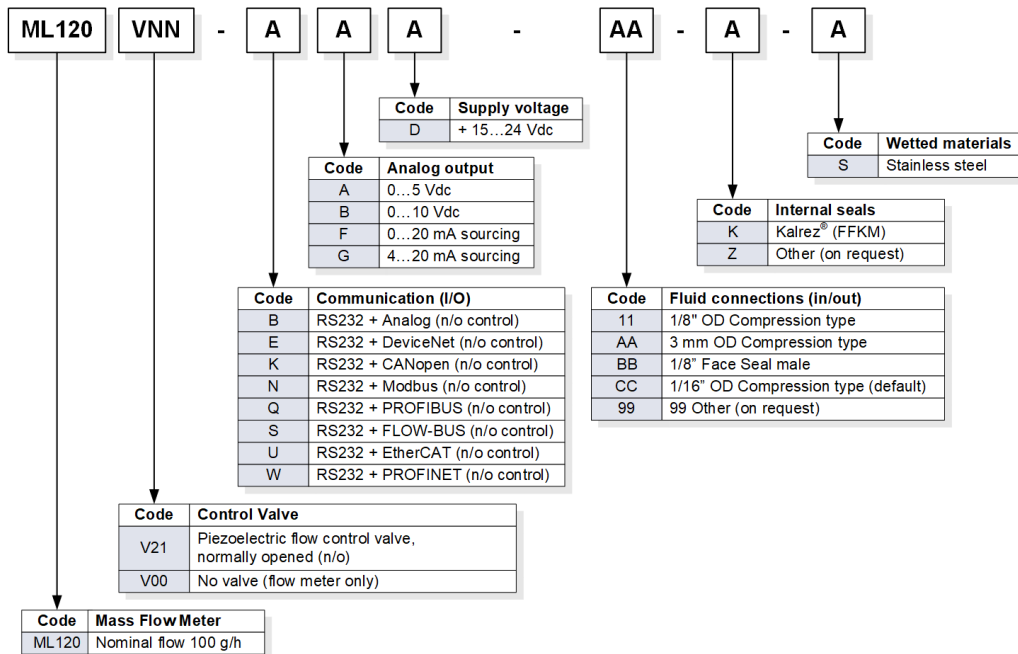 ML120 VNN - A A A - AA - A - A
Code Supply voltage
D + 15…24 Vdc
Code Wetted materials
S Stainless steel
Code Analog output
A 0…5 Vdc
B 0…10 Vdc
F 0…20 mA sourcing
G 4…20 mA sourcing
Code Internal seals
K Kalrez® (FFKM)
Z Other (on request)
Code Communication (I/O)
B RS232 + Analog (n/o control)
E RS232 + DeviceNet (n/o control)
K RS232 + CANopen (n/o control)
N RS232 + Modbus (n/o control)
Q RS232 + PROFIBUS (n/o control)
S RS232 + FLOW-BUS (n/o control)
U RS232 + EtherCAT (n/o control)
W RS232 + PROFINET (n/o control)
Code Fluid connections (in/out)
11 1/8" OD Compression type
AA 3 mm OD Compression type
BB 1/8” Face Seal male
CC 1/16” OD Compression type (default)
99 99 Other (on request)
Code Control Valve
V21 Piezoelectric flow control valve,
normally opened (n/o)
V00 No valve (flow meter only)
Code Mass Flow Meter
ML120 Nominal flow 100 g/h